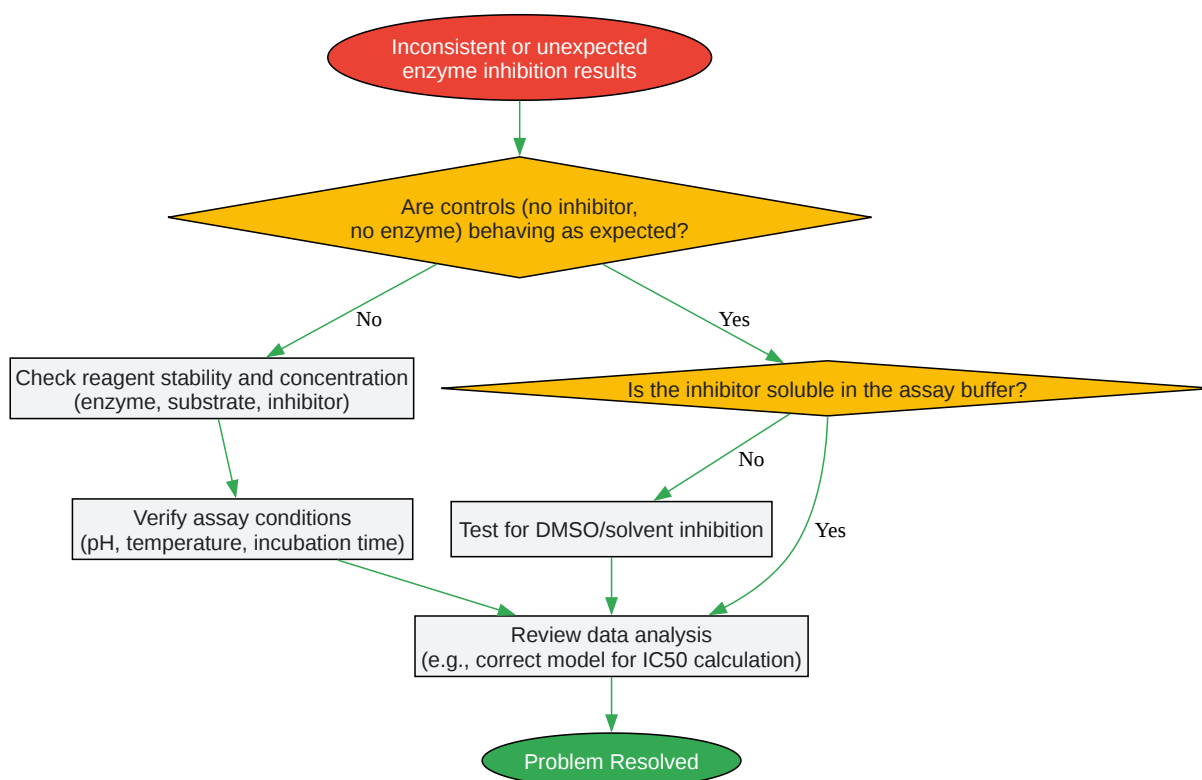 Inconsistent or unexpected
enzyme inhibition results
Are controls (no inhibitor,
no enzyme) behaving as expected?
No
Yes
Check reagent stability and concentration
(enzyme, substrate, inhibitor)
Is the inhibitor soluble in the assay buffer?
No
Verify assay conditions
(pH, temperature, incubation time)
Test for DMSO/solvent inhibition
Yes
Review data analysis
(e.g., correct model for IC50 calculation)
Problem Resolved